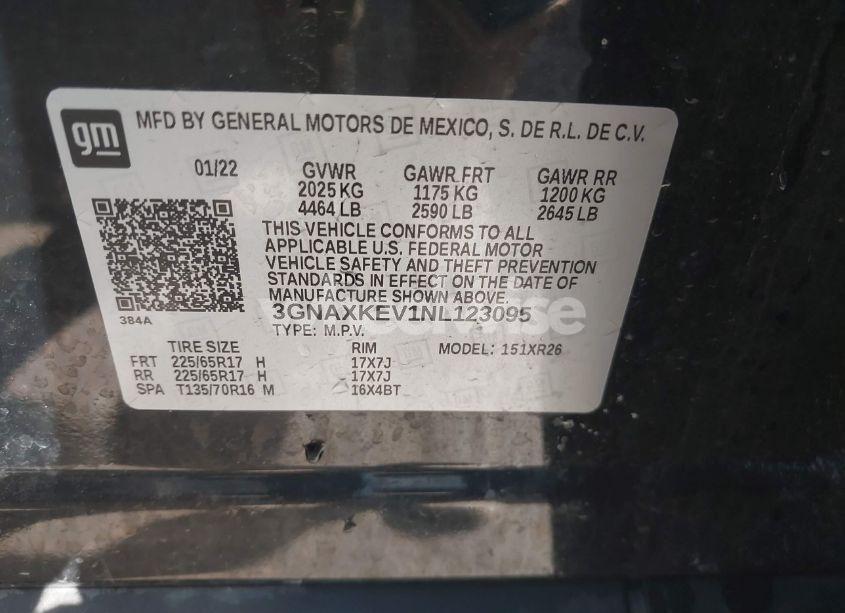 gm
MFD BY GENERAL MOTORS DE MEXICO, S. DE R.L. DE C.V.
01/22 GVWR GAWR FRT GAWR RR
2025 KG 1175 KG 1200 KG
4464 LB 2590 LB 2645 LB
THIS VEHICLE CONFORMS TO ALL
APPLICABLE U.S. FEDERAL MOTOR
VEHICLE SAFETY AND THEFT PREVENTION
STANDARDS IN EFFECT ON THE DATE OF
MANUFACTURE SHOWN ABOVE.
384A
3GNAXKEV1NL123095
TYPE: M.P.V.
TIRE SIZE RIM MODEL: 151XR26
FRT 225/65R17 H 17X7J
RR 225/65R17 H 17X7J
SPA T135/70R16 M 16X4BT